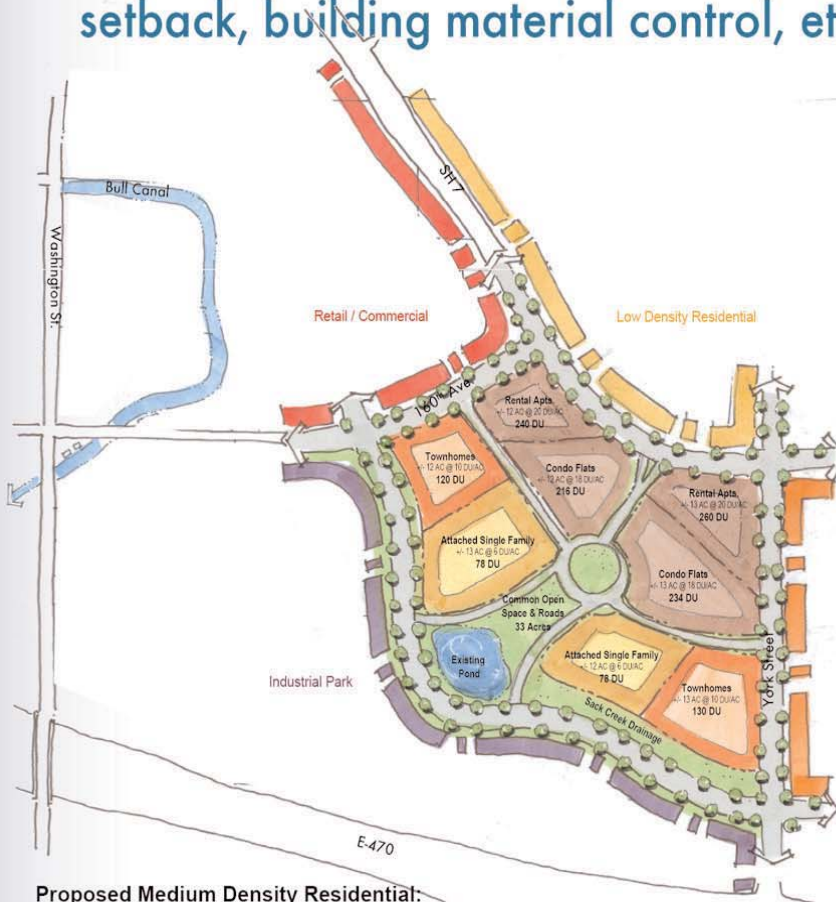 setback, building material control, et
SH 7
Bull Canal
Washington St.
Retail / Commercial
Low Density Residential
160th Ave.
Rental Apts.
+/- 12 AC @ 20 DU/AC
240 DU
Townhomes
+/- 12 AC @ 10 DU/AC
120 DU
Condo Flats
+/- 12 AC @ 18 DU/AC
216 DU
Rental Apts.
+/- 13 AC @ 20 DU/AC
260 DU
Attached Single Family
+/- 13 AC @ 6 DU/AC
78 DU
Condo Flats
+/- 13 AC @ 18 DU/AC
234 DU
Common Open
Space & Roads
33 Acres
Existing
Pond
Attached Single Family
+/- 12 AC @ 6 DU/AC
78 DU
Townhomes
+/- 13 AC @ 10 DU/AC
130 DU
York Street
Industrial Park
Sack Creek Drainage
E-470
Proposed Medium Density Residential: